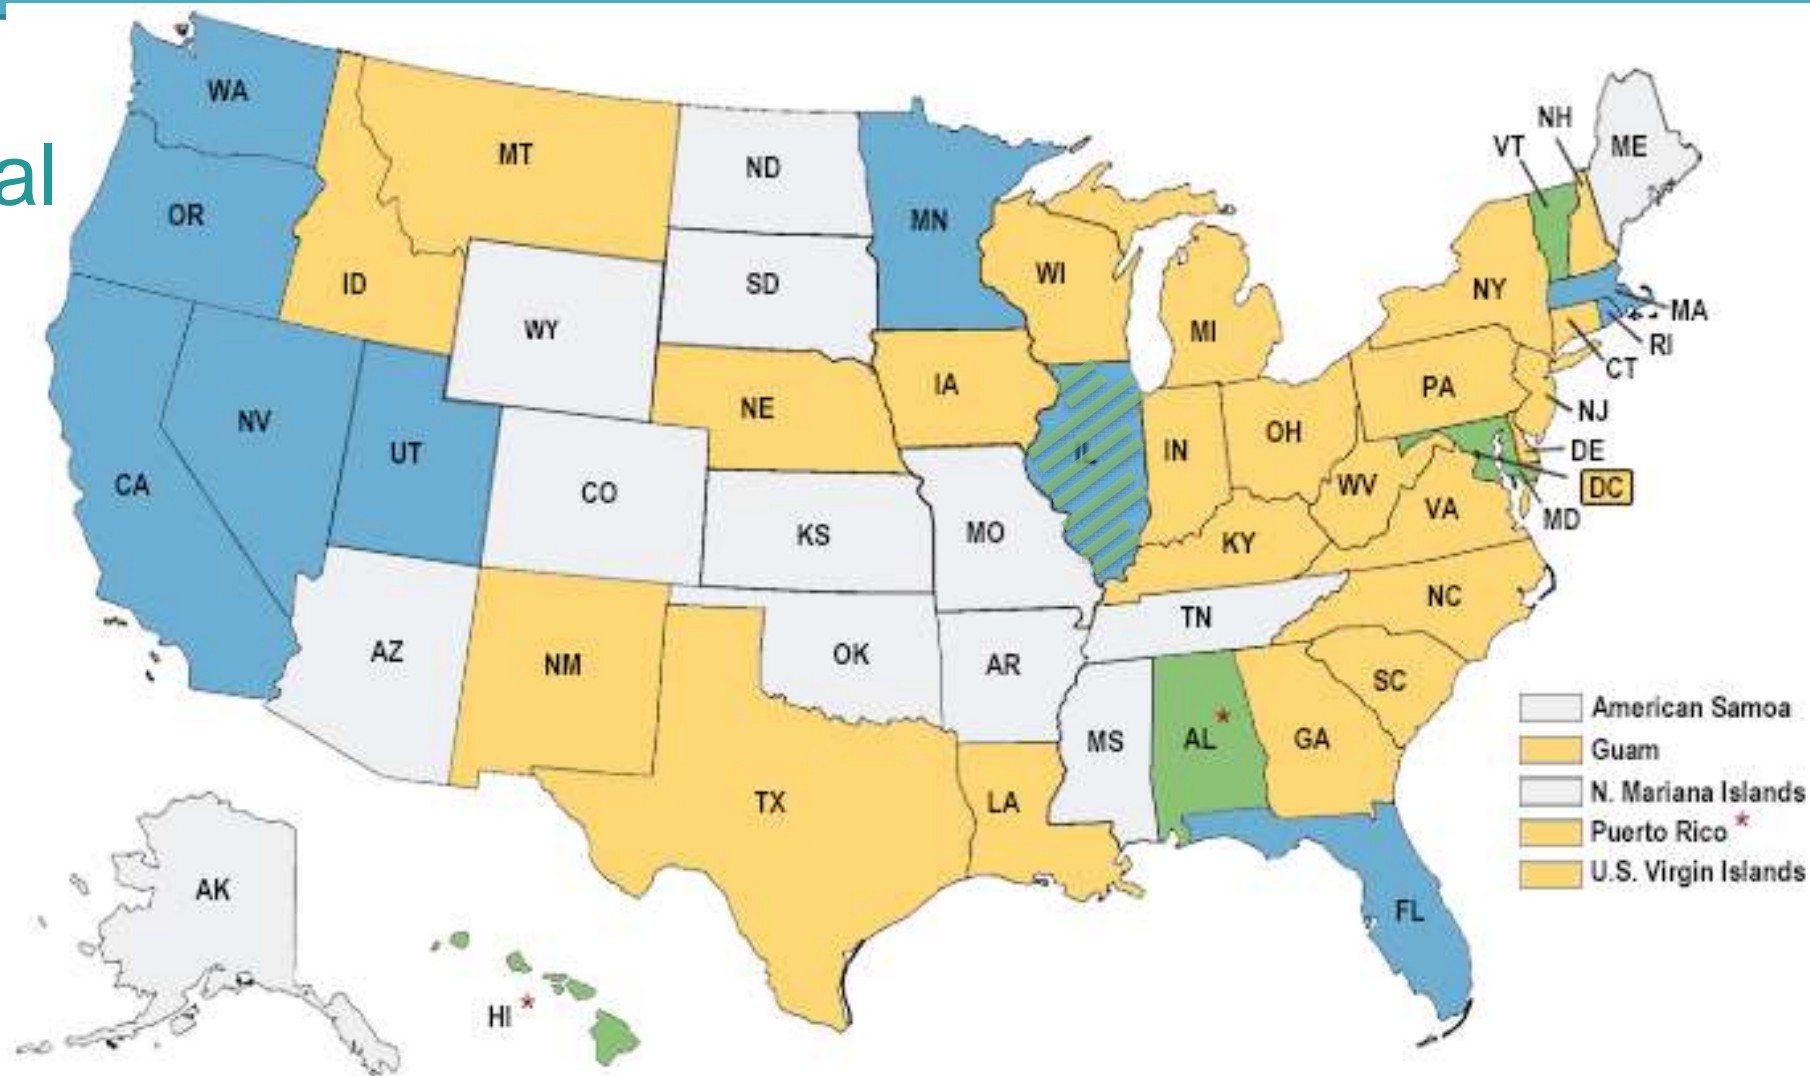 al
WA
OR
CA
NV
ID
MT
WY
UT
CO
AZ
NM
ND
SD
NE
KS
OK
TX
MN
IA
MO
AR
LA
WI
IL
MS
MI
IN
KY
TN
AL *
OH
WV
VA
NC
SC
GA
FL
PA
NY
VT
NH
ME
MA
RI
CT
NJ
DE
DC
MD
AK
HI *
American Samoa
Guam
N. Mariana Islands
Puerto Rico *
U.S. Virgin Islands